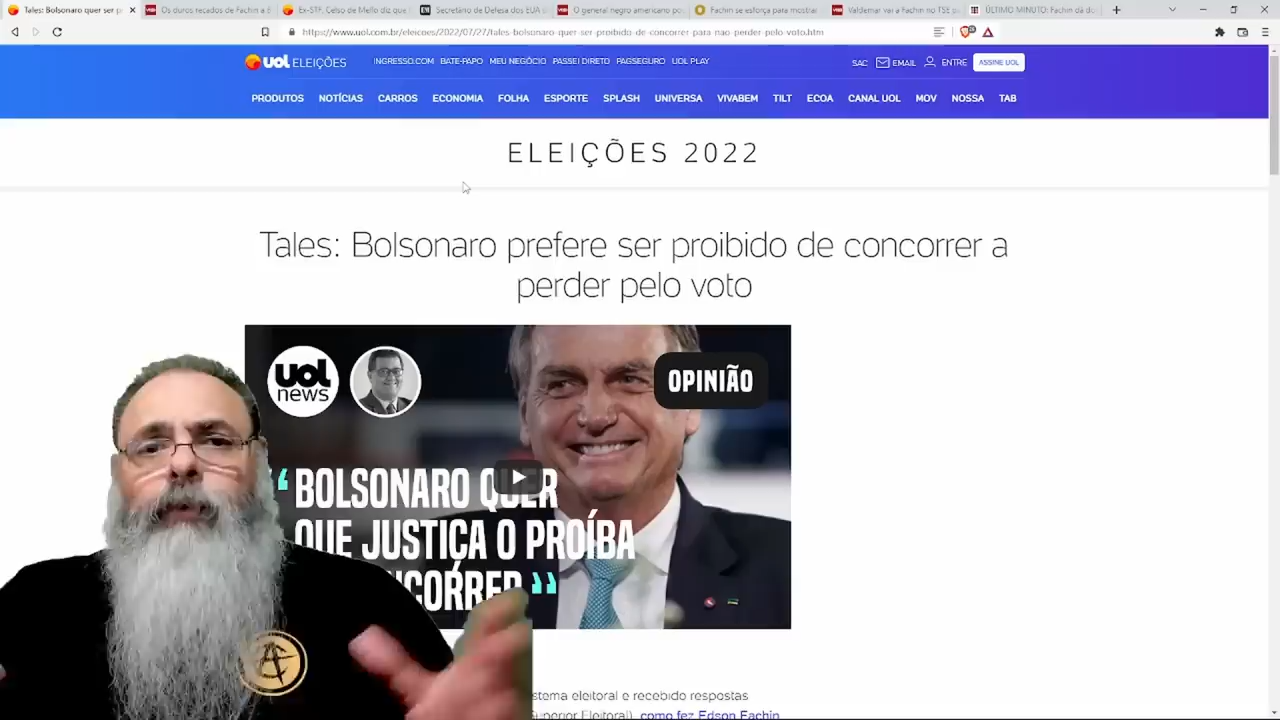 Tales: Bolsonaro quer ser p
Os duros recados de Fachin a B
Ex-STF, Celso de Mello diz que
Secretário de Defesa dos EUA
O general negro americano po
Fachin se esforça para mostrar
Valdemar vai a Fachin no TSE
ÚLTIMO MINUTO: Fachin dá do
https://www.uol.com.br/eleicoes/2022/07/27/tales-bolsonaro-quer-ser-proibido-de-concorrer-para-nao-perder-pelo-voto.htm
UOL ELEIÇÕES
INGRESSO.COM BATE-PAPO MEU NEGÓCIO PASSEI DIRETO PAGSEGURO UOL PLAY
SAC EMAIL ENTRE ASSINE UOL
PRODUTOS NOTÍCIAS CARROS ECONOMIA FOLHA ESPORTE SPLASH UNIVERSA VIVABEM TILT ECOA CANAL UOL MOV NOSSA TAB
ELEIÇÕES 2022
Tales: Bolsonaro prefere ser proibido de concorrer a
perder pelo voto
uol
news
OPINIÃO
“BOLSONARO QUER
QUE JUSTIÇA O PROÍBA
NCORRER”
stema eleitoral e recebido respostas
Superior Eleitoral), como fez Edson Fachin